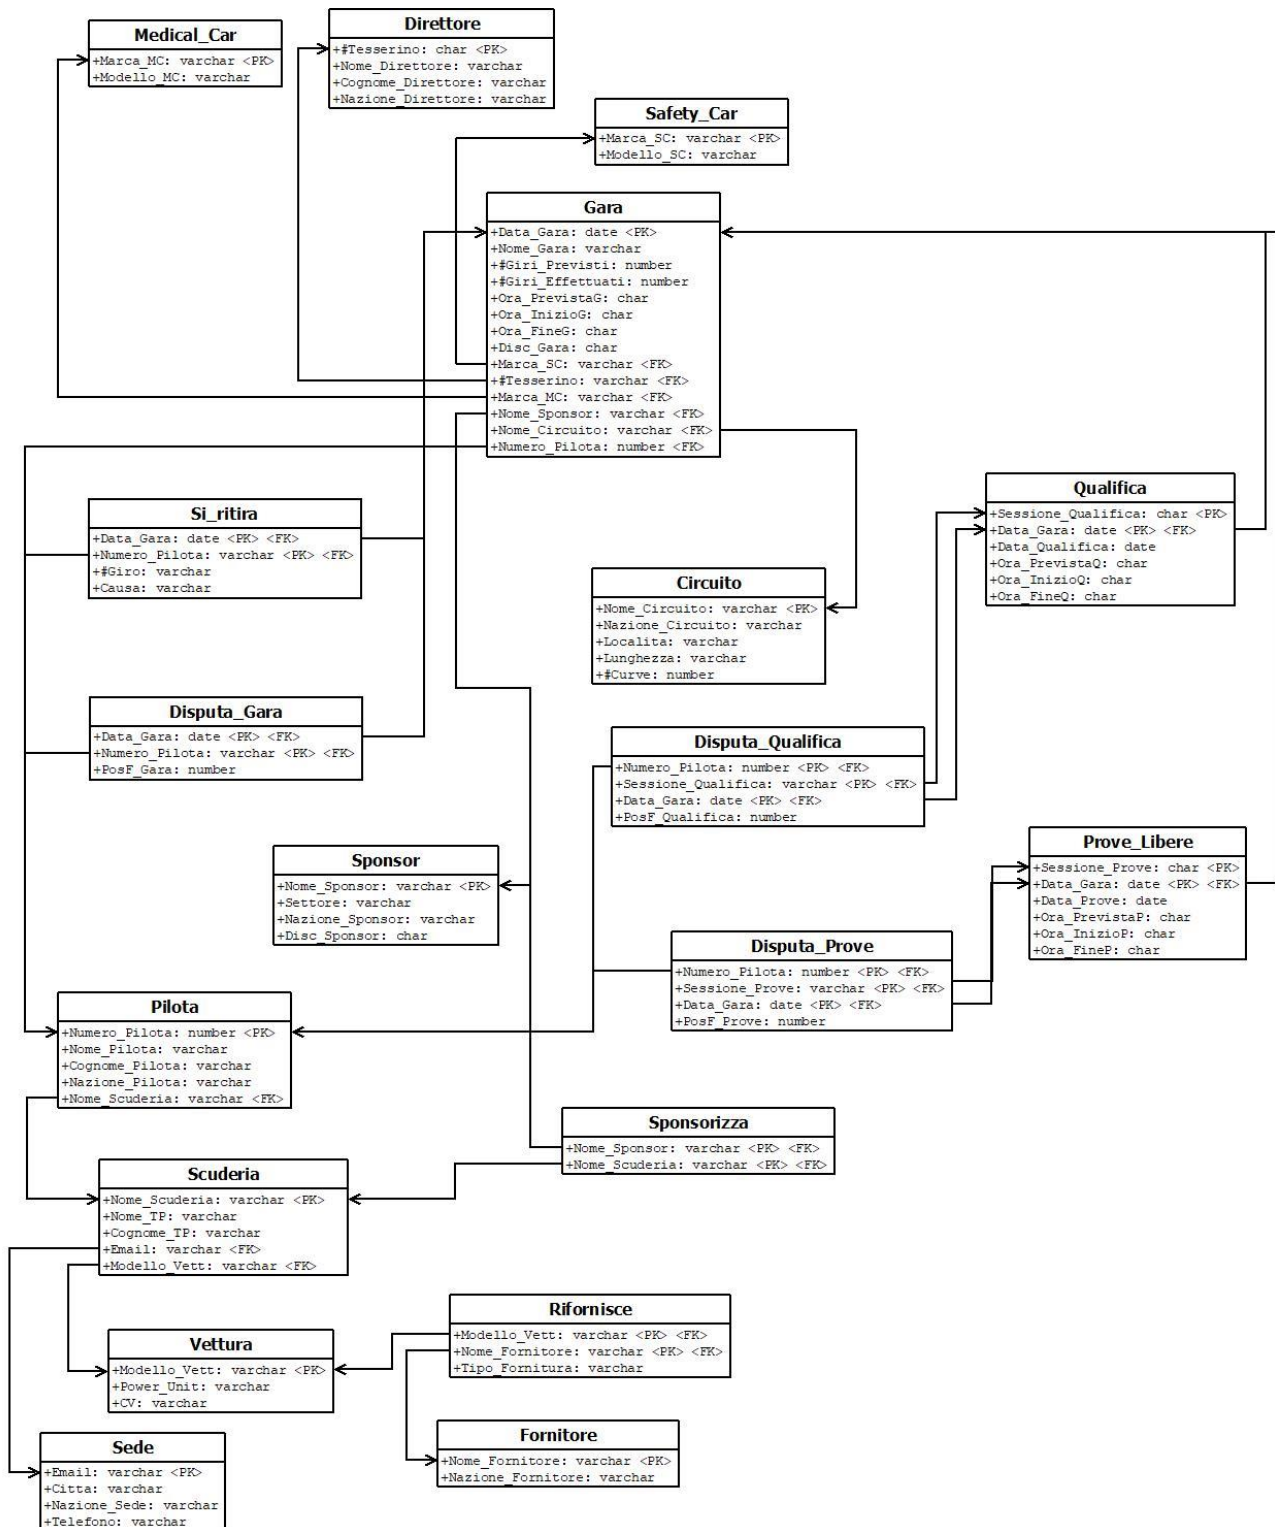 Medical_Car
+Marca_MC: varchar <PK>
+Modello_MC: varchar
Direttore
+#Tesserino: char <PK>
+Nome_Direttore: varchar
+Cognome_Direttore: varchar
+Nazione_Direttore: varchar
Safety_Car
+Marca_SC: varchar <PK>
+Modello_SC: varchar
Gara
+Data_Gara: date <PK>
+Nome_Gara: varchar
+#Giri_Previsti: number
+#Giri_Effettuati: number
+Ora_PrevistaG: char
+Ora_InizioG: char
+Ora_FineG: char
+Disc_Gara: char
+Marca_SC: varchar <FK>
+#Tesserino: varchar <FK>
+Marca_MC: varchar <FK>
+Nome_Sponsor: varchar <FK>
+Nome_Circuito: varchar <FK>
+Numero_Pilota: number <FK>
Qualifica
+Sessione_Qualifica: char <PK>
+Data_Gara: date <PK> <FK>
+Data_Qualifica: date
+Ora_PrevistaQ: char
+Ora_InizioQ: char
+Ora_FineQ: char
Si_ritira
+Data_Gara: date <PK> <FK>
+Numero_Pilota: varchar <PK> <FK>
+#Giro: varchar
+Causa: varchar
Circuito
+Nome_Circuito: varchar <PK>
+Nazione_Circuito: varchar
+Localita: varchar
+Lunghezza: varchar
+#Curve: number
Disputa_Gara
+Data_Gara: date <PK> <FK>
+Numero_Pilota: varchar <PK> <FK>
+PosF_Gara: number
Disputa_Qualifica
+Numero_Pilota: number <PK> <FK>
+Sessione_Qualifica: varchar <PK> <FK>
+Data_Gara: date <PK> <FK>
+PosF_Qualifica: number
Prove_Libere
+Sessione_Prove: char <PK>
+Data_Gara: date <PK> <FK>
+Data_Prove: date
+Ora_PrevistaP: char
+Ora_InizioP: char
+Ora_FineP: char
Sponsor
+Nome_Sponsor: varchar <PK>
+Settore: varchar
+Nazione_Sponsor: varchar
+Disc_Sponsor: char
Disputa_Prove
+Numero_Pilota: number <PK> <FK>
+Sessione_Prove: varchar <PK> <FK>
+Data_Gara: date <PK> <FK>
+PosF_Prove: number
Pilota
+Numero_Pilota: number <PK>
+Nome_Pilota: varchar
+Cognome_Pilota: varchar
+Nazione_Pilota: varchar
+Nome_Scuderia: varchar <FK>
Sponsorizza
+Nome_Sponsor: varchar <PK> <FK>
+Nome_Scuderia: varchar <PK> <FK>
Scuderia
+Nome_Scuderia: varchar <PK>
+Nome_TP: varchar
+Cognome_TP: varchar
+Email: varchar <FK>
+Modello_Vett: varchar <FK>
Rifornisce
+Modello_Vett: varchar <PK> <FK>
+Nome_Fornitore: varchar <PK> <FK>
+Tipo_Fornitura: varchar
Vettura
+Modello_Vett: varchar <PK>
+Power_Unit: varchar
+CV: varchar
Fornitore
+Nome_Fornitore: varchar <PK>
+Nazione_Fornitore: varchar
Sede
+Email: varchar <PK>
+Citta: varchar
+Nazione_Sede: varchar
+Telefono: varchar